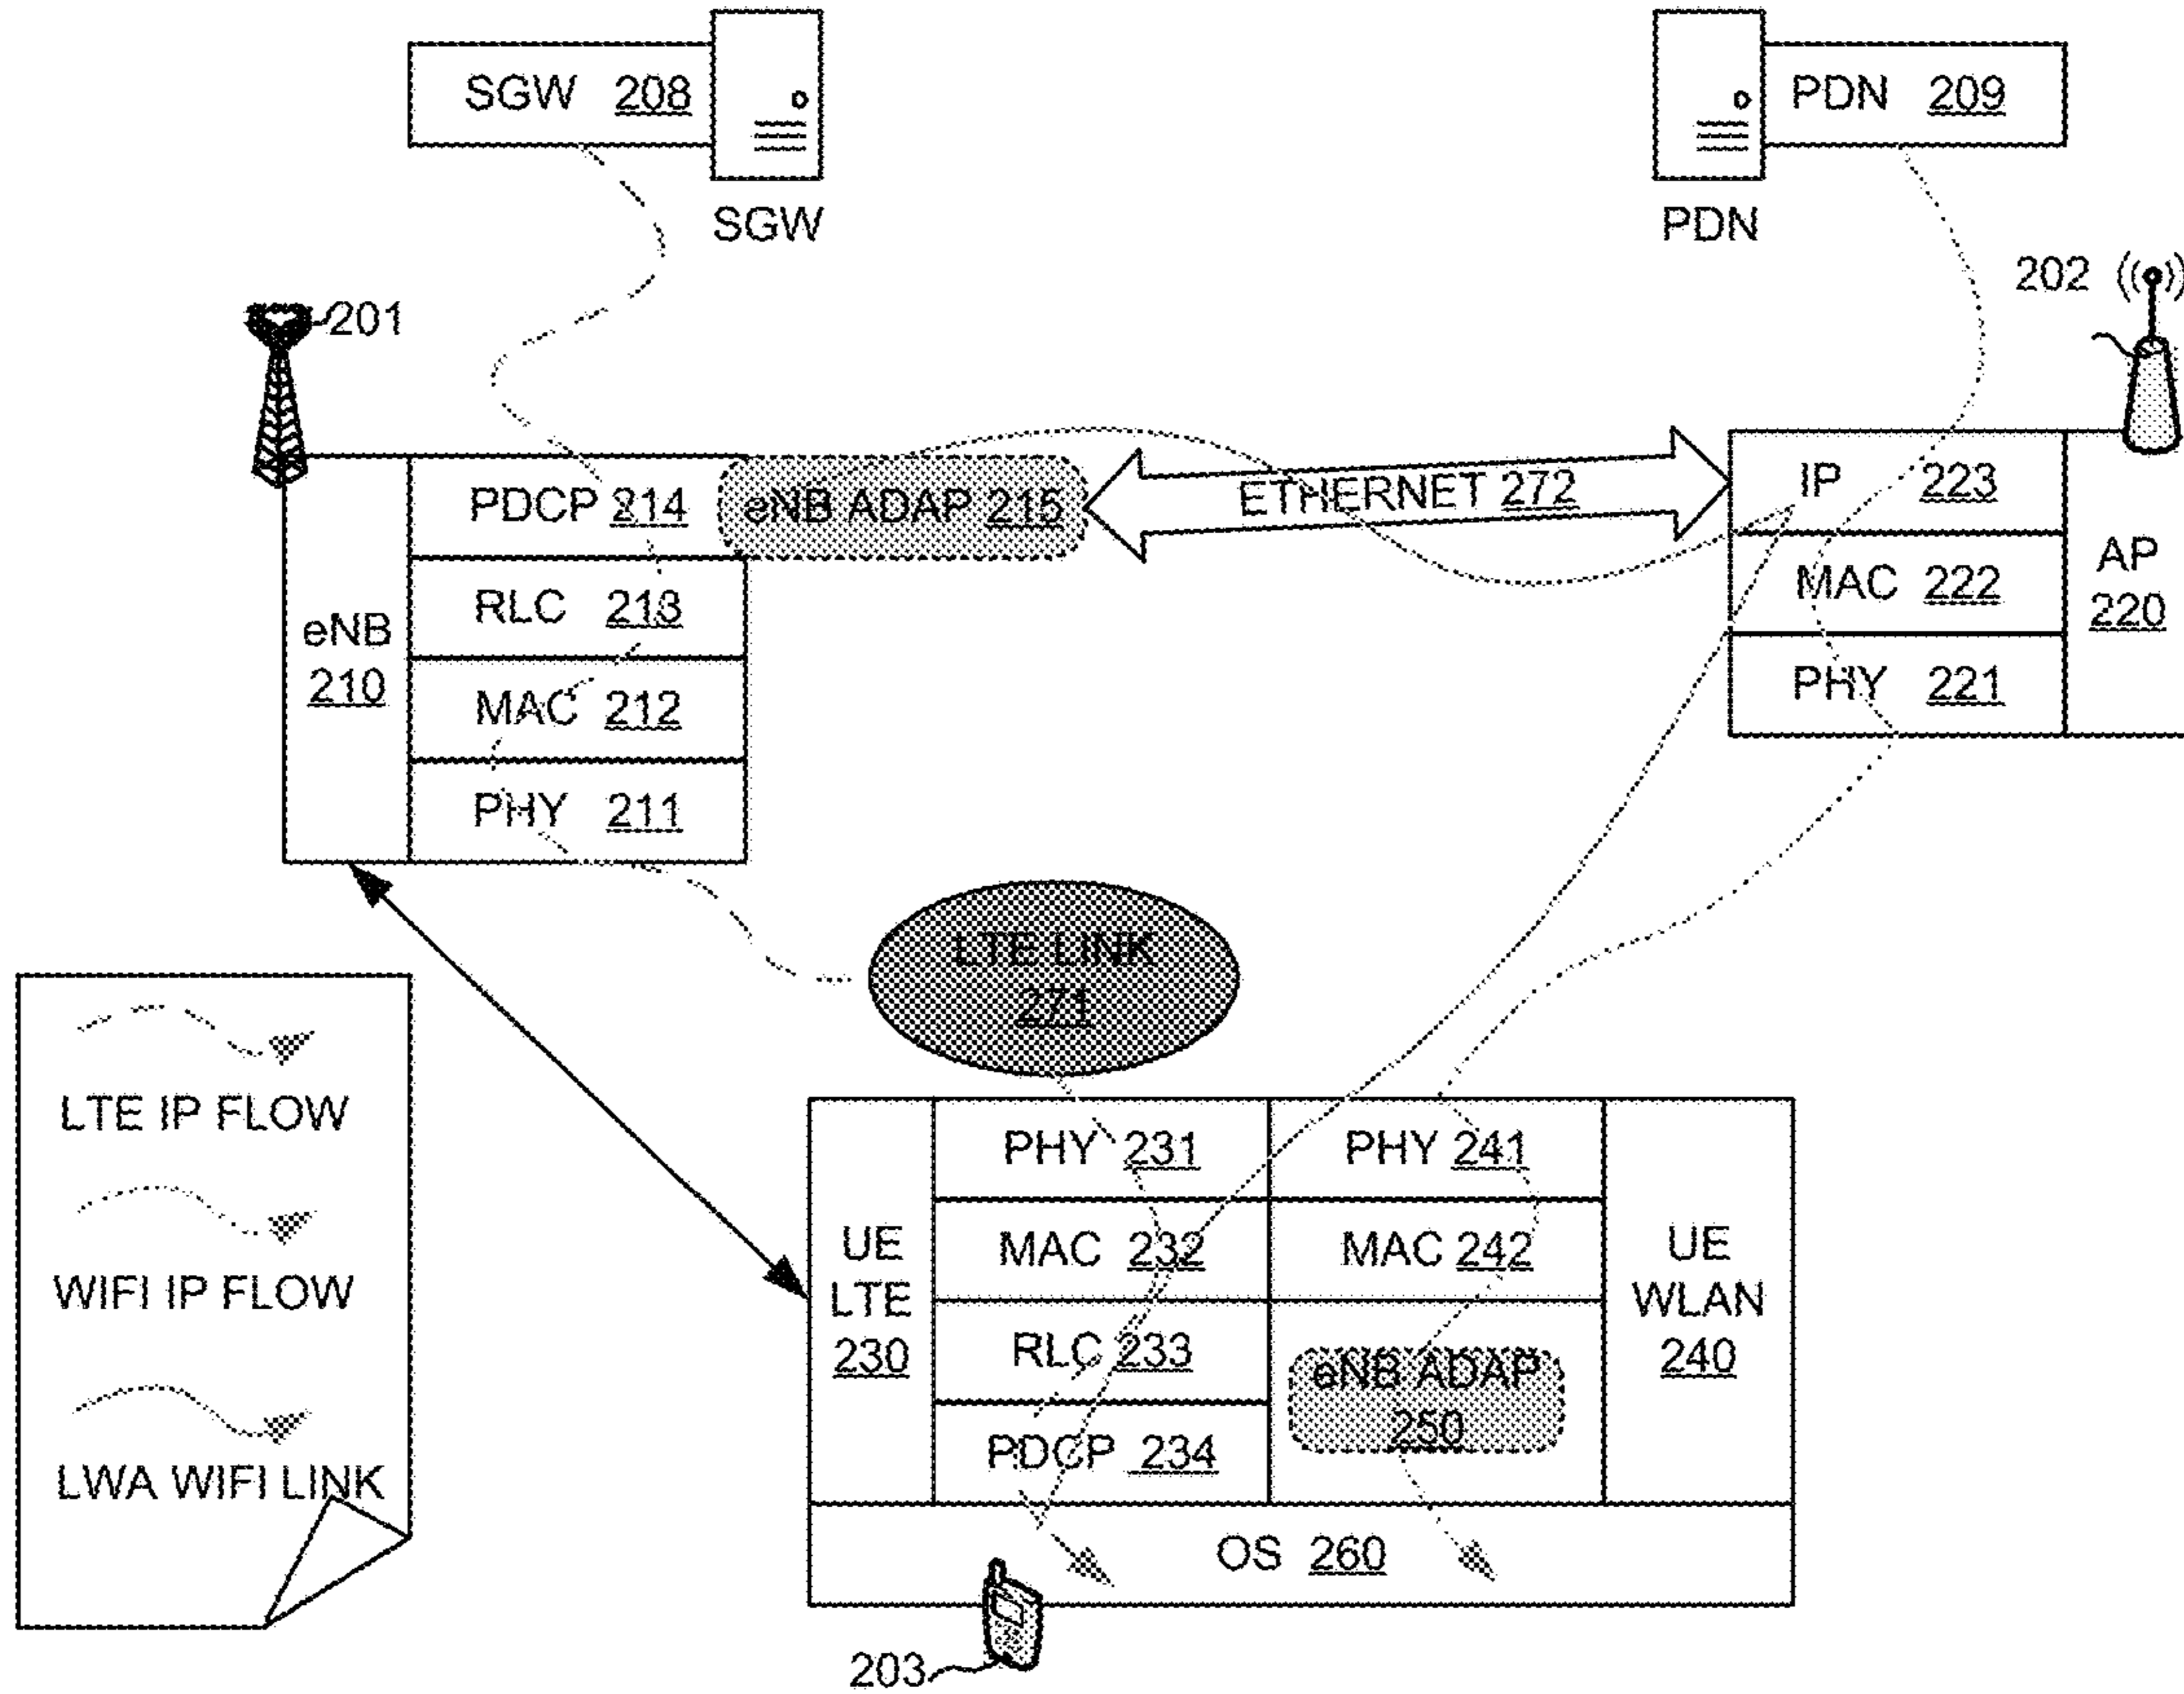 SGW 208
SGW
PDN 209
PDN
201
202
eNB
210
PDCP 214
eNB ADAP 215
RLC 213
MAC 212
PHY 211
ETHERNET 272
IP 223
MAC 222
PHY 221
AP
220
LTE LINK
271
LTE IP FLOW
WIFI IP FLOW
LWA WIFI LINK
UE
LTE
230
PHY 231
MAC 232
RLC 233
PDCP 234
PHY 241
MAC 242
eNB ADAP
250
UE
WLAN
240
OS 260
203